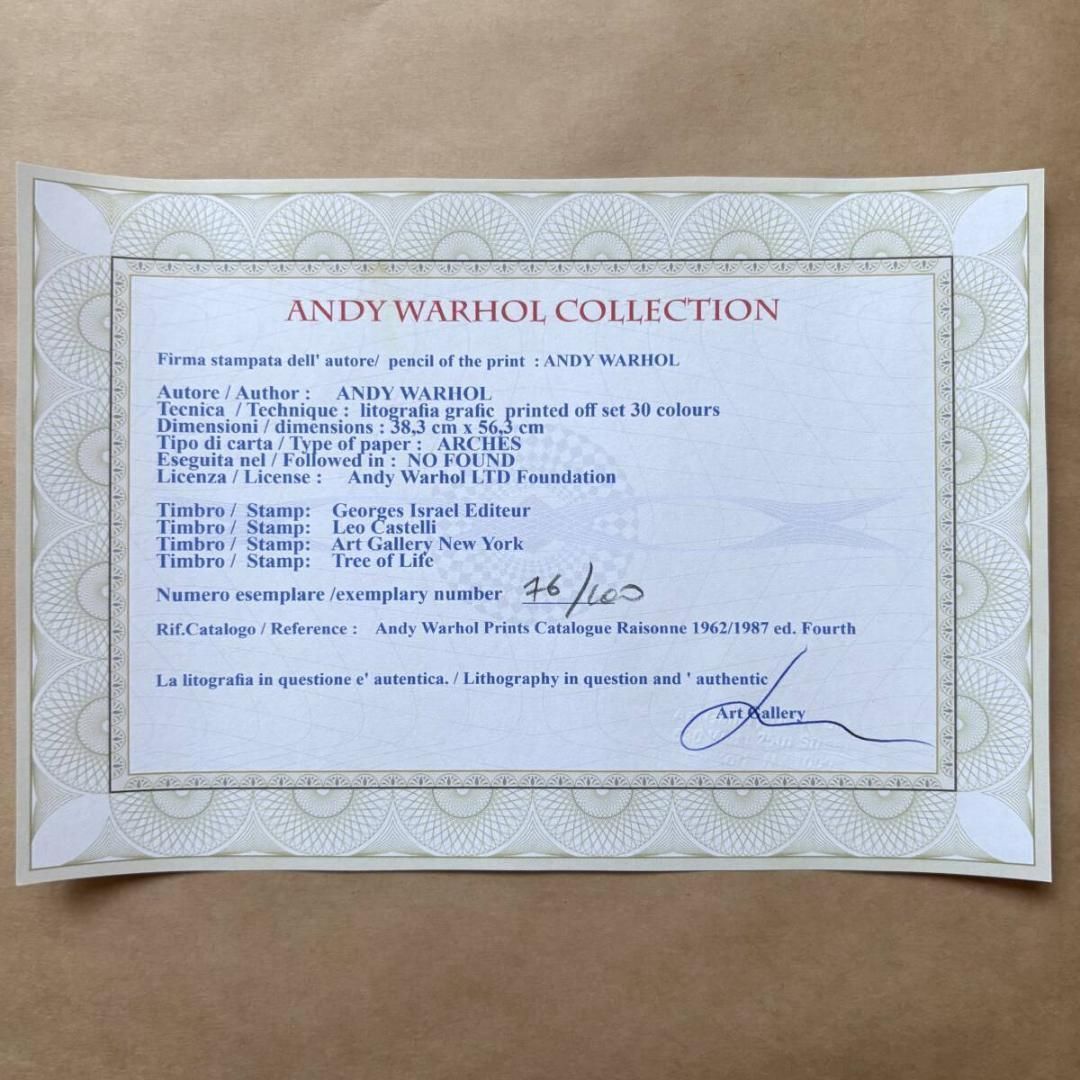 ANDY WARHOL COLLECTION
Firma stampata dell' autore/ pencil of the print : ANDY WARHOL
Autore / Author : ANDY WARHOL
Tecnica / Technique : litografia grafic printed off set 30 colours
Dimensioni / dimensions : 38,3 cm x 56,3 cm
Tipo di carta / Type of paper : ARCHES
Eseguita nel / Followed in : NO FOUND
Licenza / License : Andy Warhol LTD Foundation
Timbro / Stamp: Georges Israel Editeur
Timbro / Stamp: Leo Castelli
Timbro / Stamp: Art Gallery New York
Timbro / Stamp: Tree of Life
Numero esemplare /exemplary number 76/100
Rif.Catalogo / Reference : Andy Warhol Prints Catalogue Raisonne 1962/1987 ed. Fourth
La litografia in questione e' autentica. / Lithography in question and ' authentic
Art Gallery